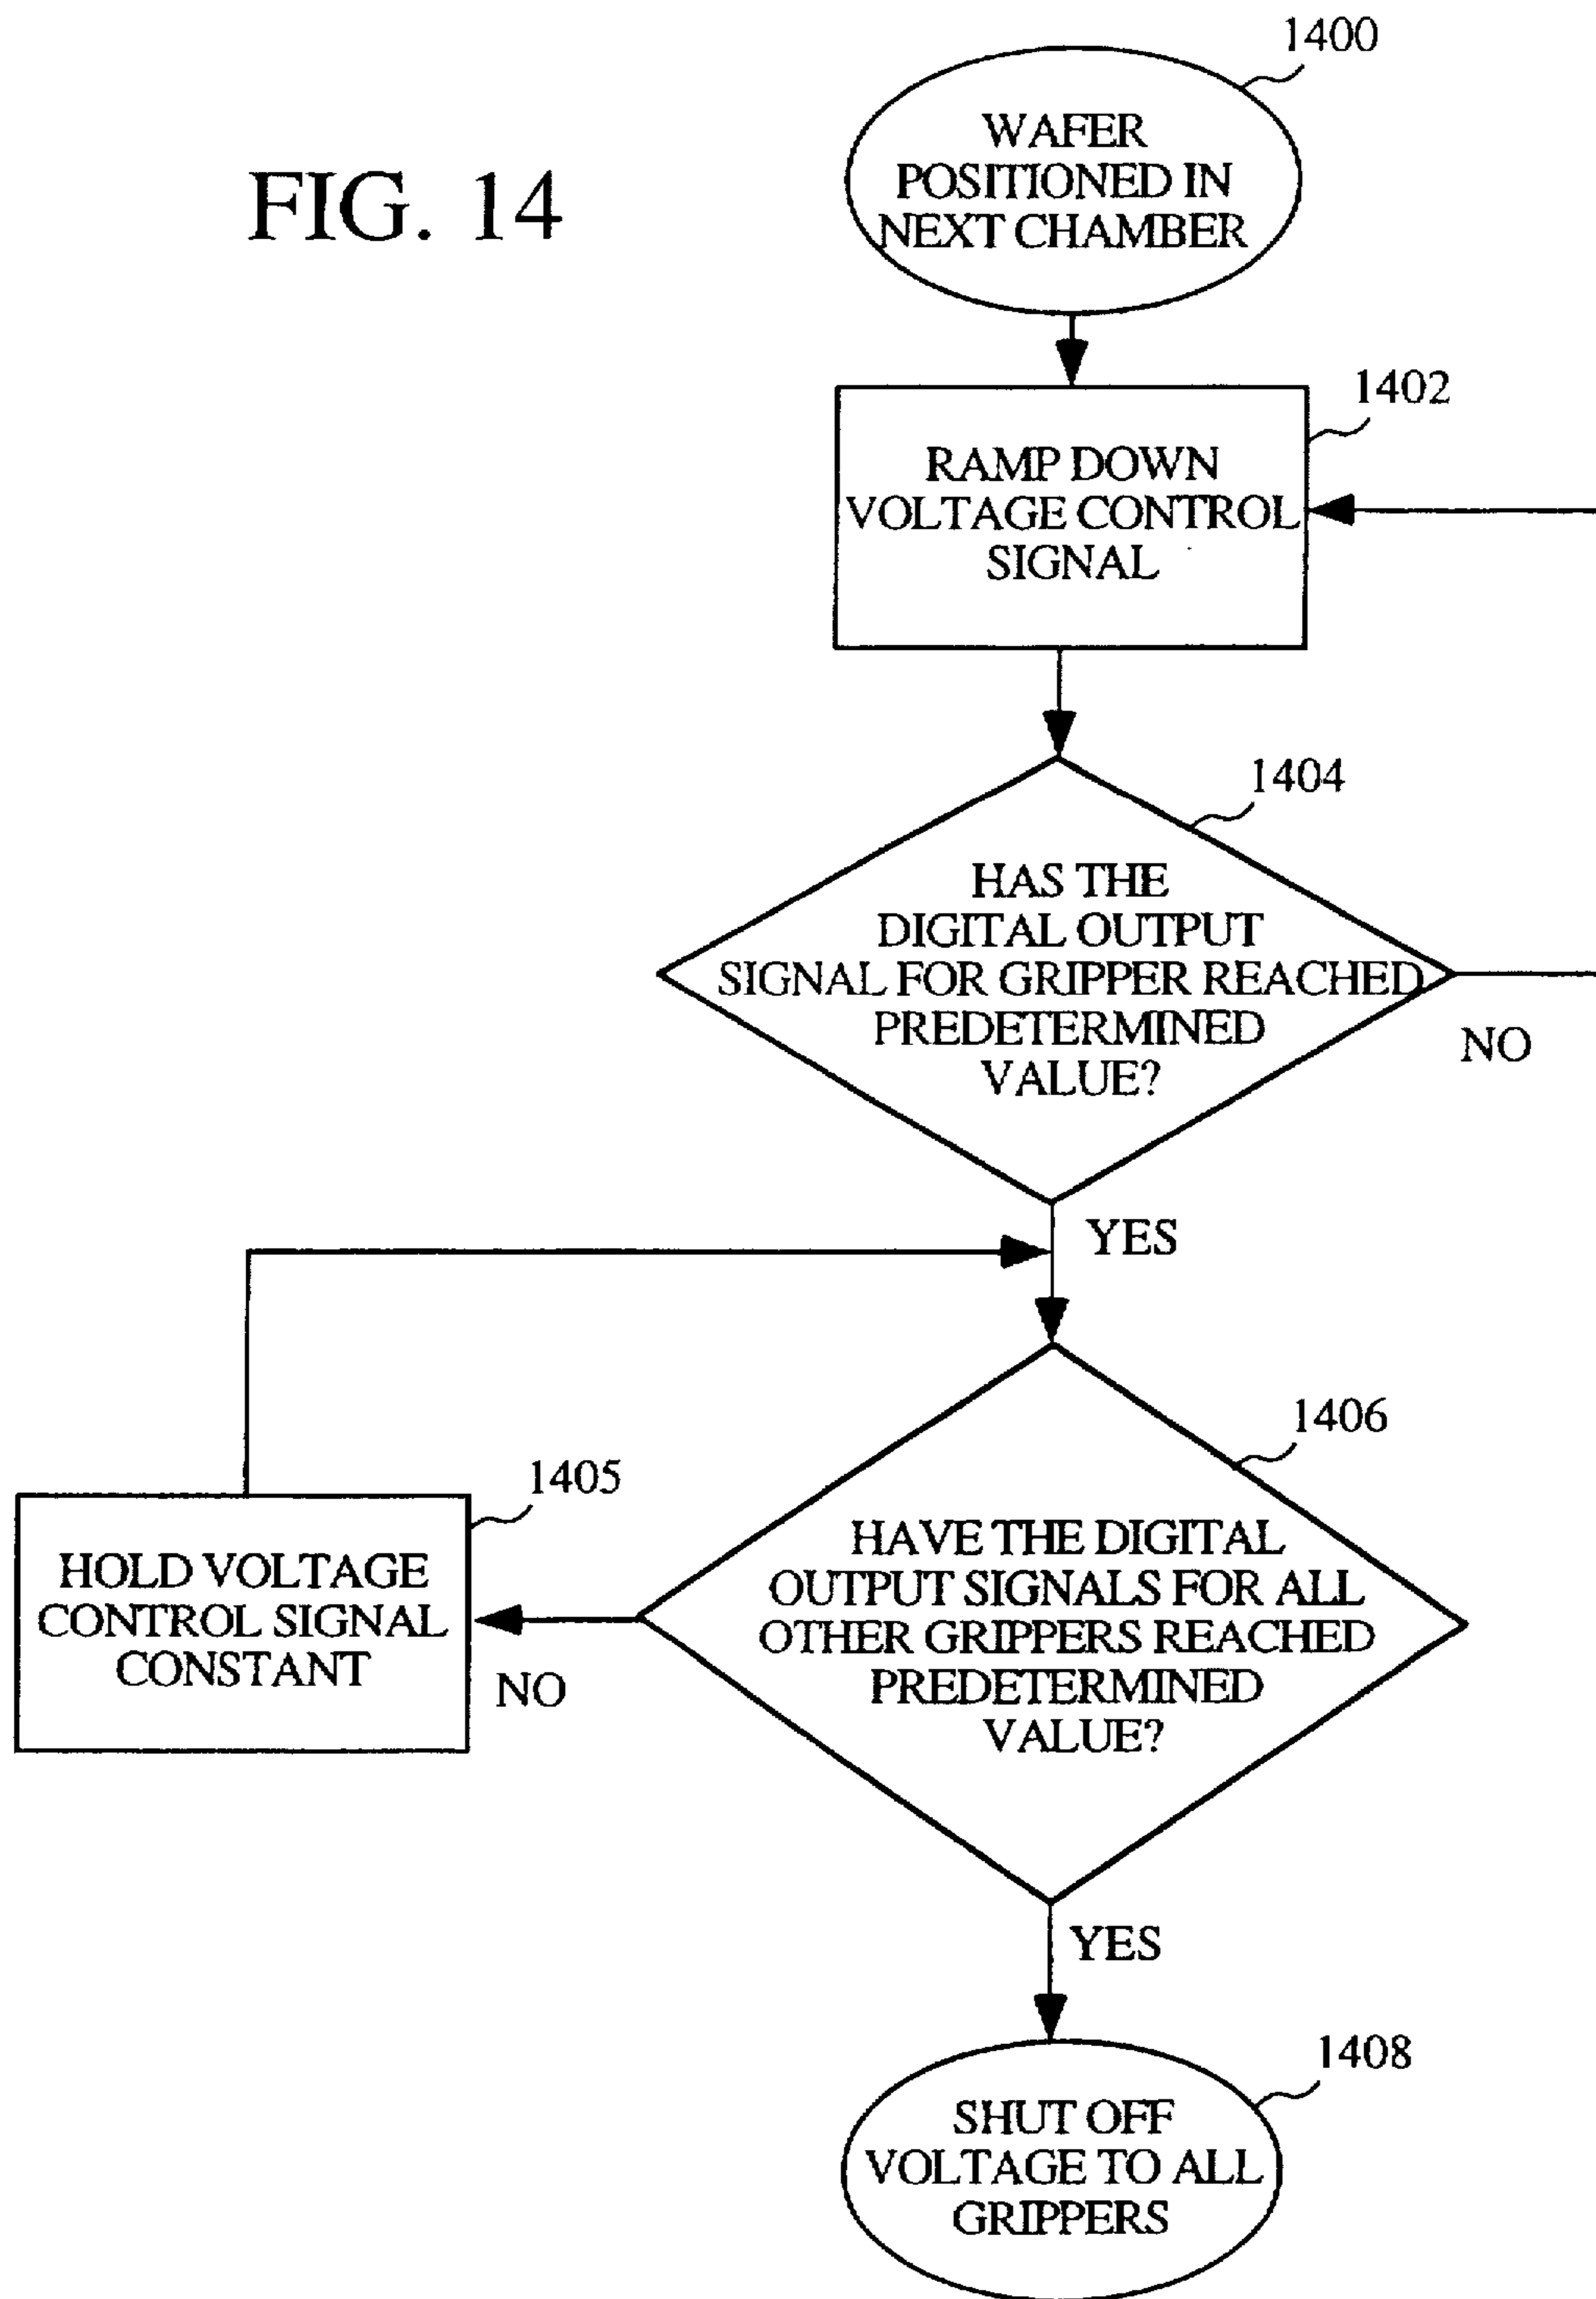 FIG. 14
1400
WAFER
POSITIONED IN
NEXT CHAMBER
1402
RAMP DOWN
VOLTAGE CONTROL
SIGNAL
1404
HAS THE
DIGITAL OUTPUT
SIGNAL FOR GRIPPER REACHED
PREDETERMINED
VALUE?
NO
YES
1406
HAVE THE DIGITAL
OUTPUT SIGNALS FOR ALL
OTHER GRIPPERS REACHED
PREDETERMINED
VALUE?
1405
HOLD VOLTAGE
CONTROL SIGNAL
CONSTANT
NO
YES
1408
SHUT OFF
VOLTAGE TO ALL
GRIPPERS